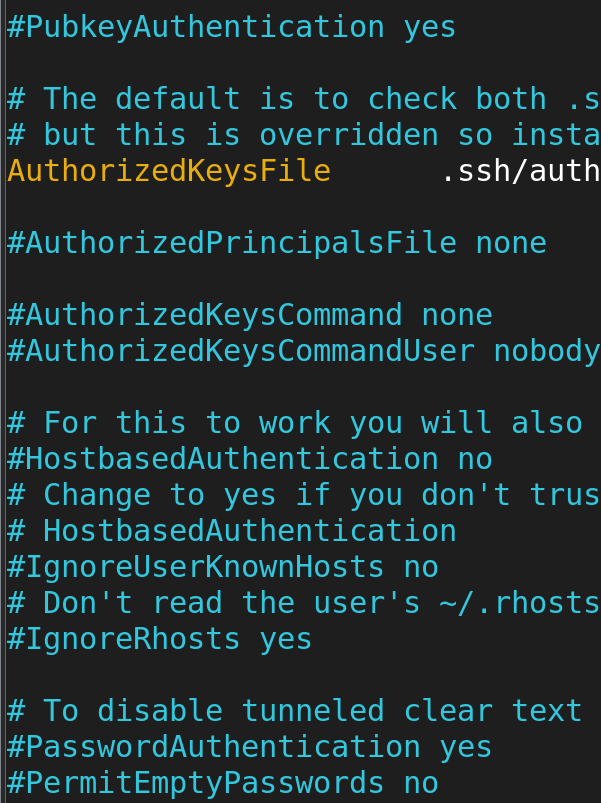 #PubkeyAuthentication yes
# The default is to check both .s
# but this is overridden so insta
AuthorizedKeysFile      .ssh/auth
#AuthorizedPrincipalsFile none
#AuthorizedKeysCommand none
#AuthorizedKeysCommandUser nobody
# For this to work you will also
#HostbasedAuthentication no
# Change to yes if you don't trus
# HostbasedAuthentication
#IgnoreUserKnownHosts no
# Don't read the user's ~/.rhosts
#IgnoreRhosts yes
# To disable tunneled clear text
#PasswordAuthentication yes
#PermitEmptyPasswords no